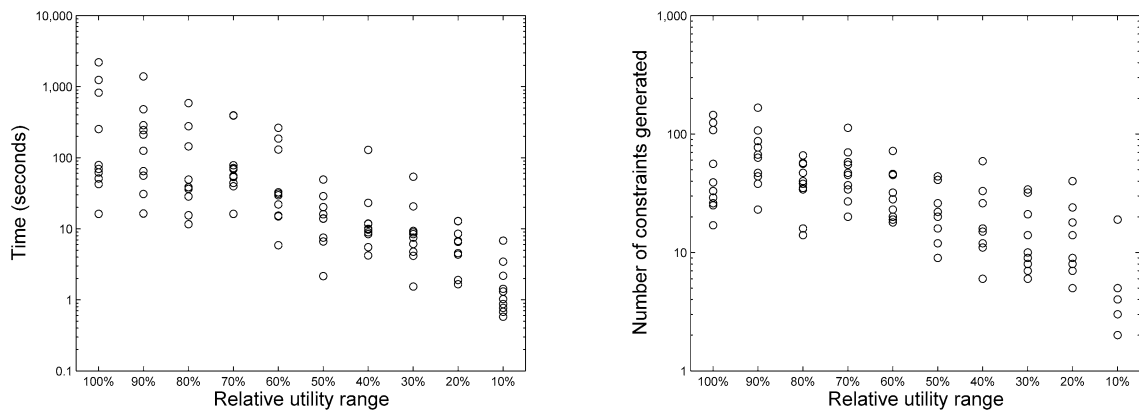 10,000
1,000
100
10
1
0.1
Time (seconds)
100% 90% 80% 70% 60% 50% 40% 30% 20% 10%
Relative utility range
1,000
100
10
1
Number of constraints generated
100% 90% 80% 70% 60% 50% 40% 30% 20% 10%
Relative utility range